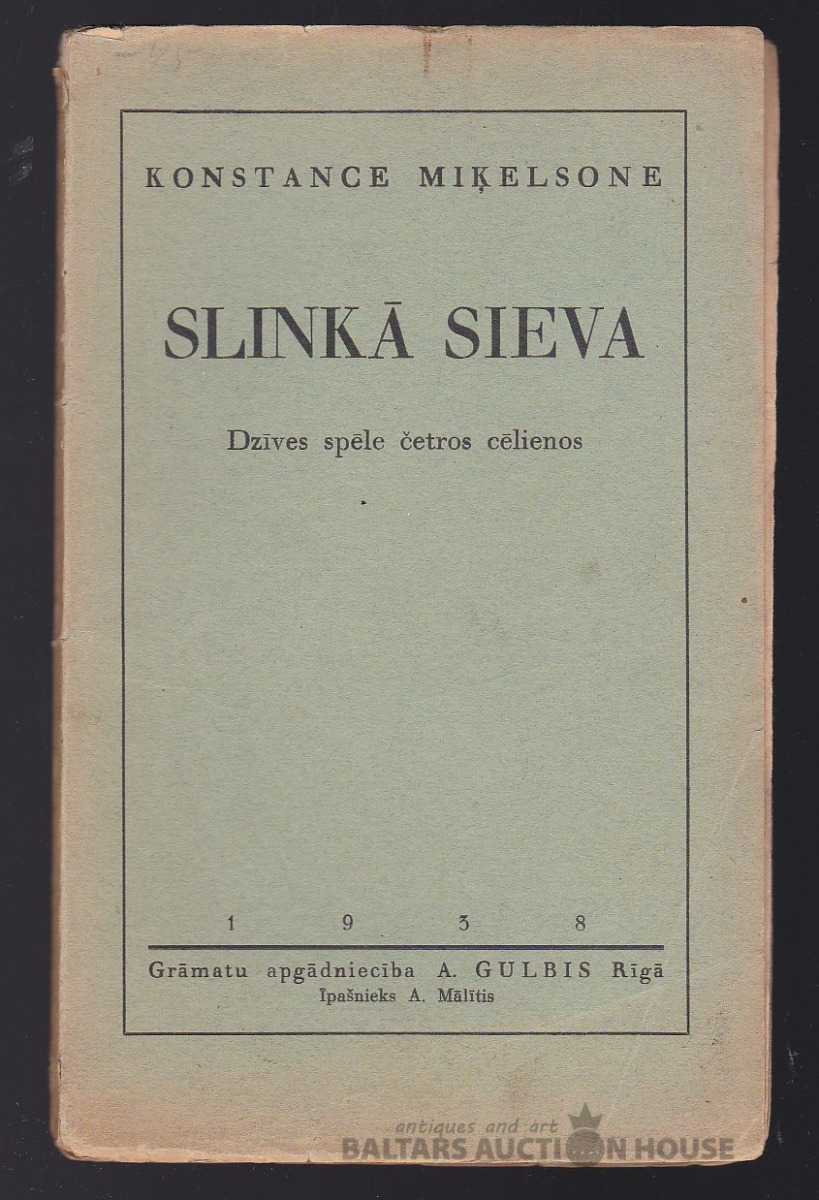 KONSTANCE MIĶELSONE
SLINKĀ SIEVA
Dzīves spēle četros cēlienos
1 9 3 8
Grāmatu apgādniecība A. GULBIS Rīgā
Īpašnieks A. Mālītis
antiques and art
BALTARS AUCTION HOUSE